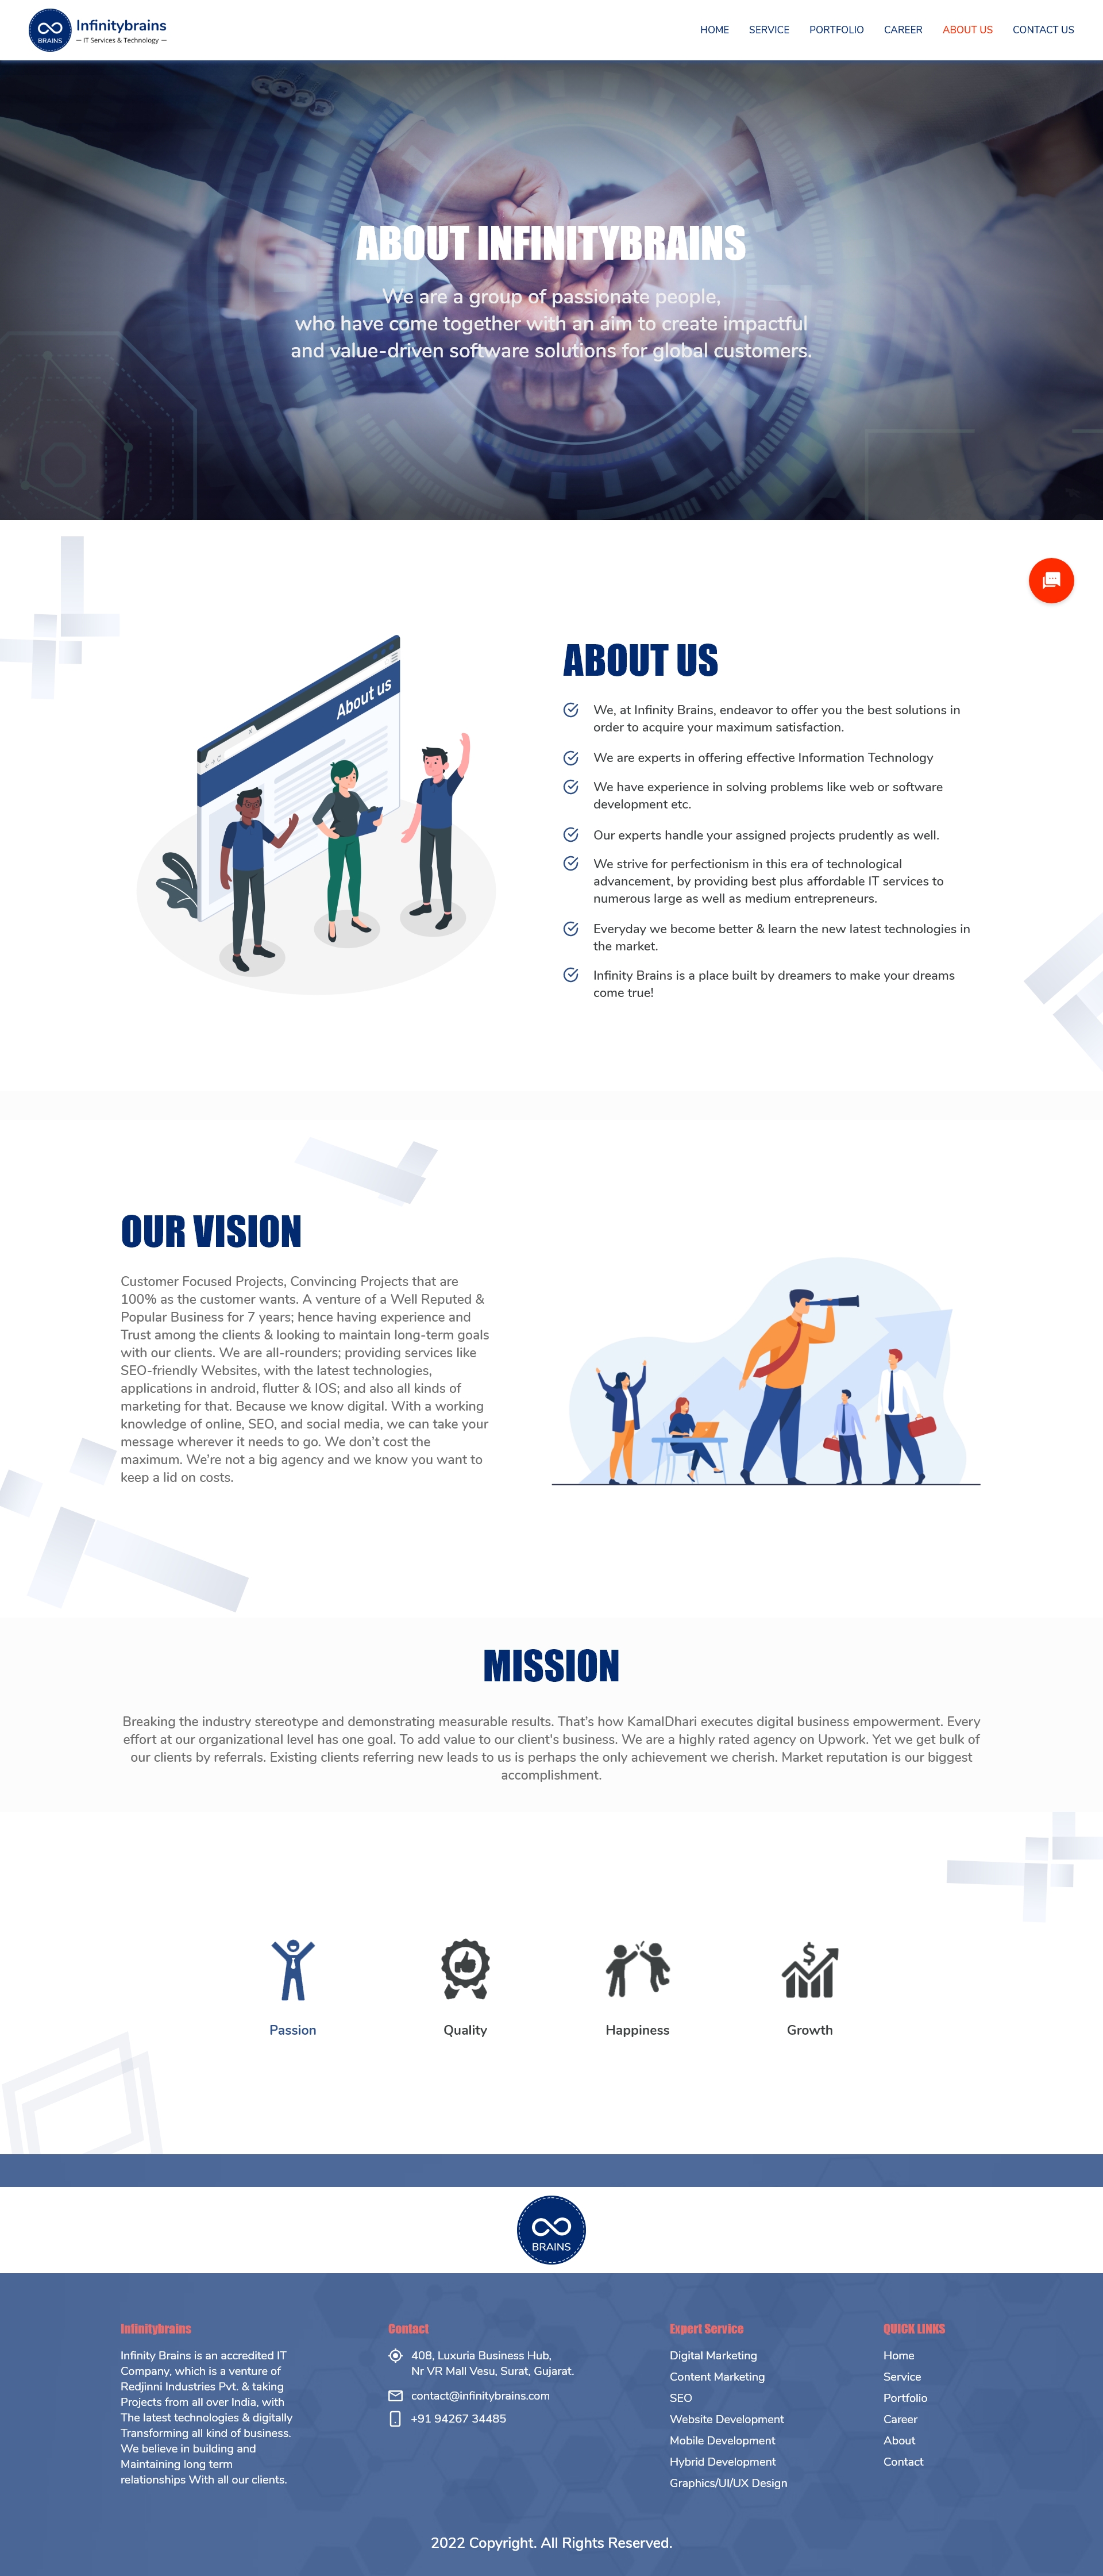 BRAINS
Infinitybrains
— IT Services & Technology —
HOME
SERVICE
PORTFOLIO
CAREER
ABOUT US
CONTACT US
ABOUT INFINITYBRAINS
We are a group of passionate people,
who have come together with an aim to create impactful
and value-driven software solutions for global customers.
About us
ABOUT US
We, at Infinity Brains, endeavor to offer you the best solutions in
order to acquire your maximum satisfaction.
We are experts in offering effective Information Technology
We have experience in solving problems like web or software
development etc.
Our experts handle your assigned projects prudently as well.
We strive for perfectionism in this era of technological
advancement, by providing best plus affordable IT services to
numerous large as well as medium entrepreneurs.
Everyday we become better & learn the new latest technologies in
the market.
Infinity Brains is a place built by dreamers to make your dreams
come true!
OUR VISION
Customer Focused Projects, Convincing Projects that are
100% as the customer wants. A venture of a Well Reputed &
Popular Business for 7 years; hence having experience and
Trust among the clients & looking to maintain long-term goals
with our clients. We are all-rounders; providing services like
SEO-friendly Websites, with the latest technologies,
applications in android, flutter & IOS; and also all kinds of
marketing for that. Because we know digital. With a working
knowledge of online, SEO, and social media, we can take your
message wherever it needs to go. We don't cost the
maximum. We're not a big agency and we know you want to
keep a lid on costs.
MISSION
Breaking the industry stereotype and demonstrating measurable results. That's how KamalDhari executes digital business empowerment. Every
effort at our organizational level has one goal. To add value to our client's business. We are a highly rated agency on Upwork. Yet we get bulk of
our clients by referrals. Existing clients referring new leads to us is perhaps the only achievement we cherish. Market reputation is our biggest
accomplishment.
Passion
Quality
Happiness
Growth
BRAINS
Infinitybrains
Infinity Brains is an accredited IT
Company, which is a venture of
Redjinni Industries Pvt. & taking
Projects from all over India, with
The latest technologies & digitally
Transforming all kind of business.
We believe in building and
Maintaining long term
relationships With all our clients.
Contact
408, Luxuria Business Hub,
Nr VR Mall Vesu, Surat, Gujarat.
contact@infinitybrains.com
+91 94267 34485
Expert Service
Digital Marketing
Content Marketing
SEO
Website Development
Mobile Development
Hybrid Development
Graphics/UI/UX Design
QUICK LINKS
Home
Service
Portfolio
Career
About
Contact
2022 Copyright. All Rights Reserved.